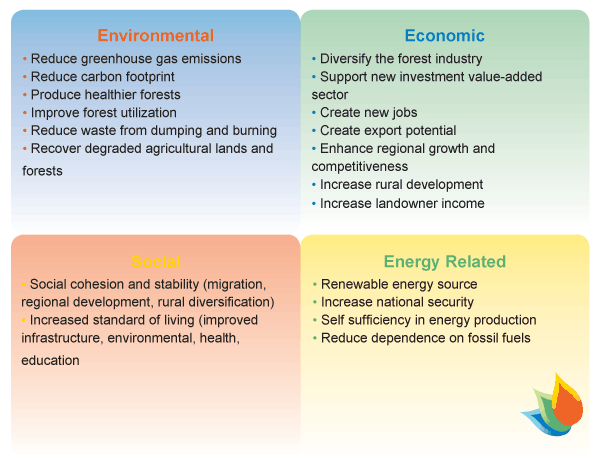 Environmental
• Reduce greenhouse gas emissions
• Reduce carbon footprint
• Produce healthier forests
• Improve forest utilization
• Reduce waste from dumping and burning
• Recover degraded agricultural lands and
forests
Economic
• Diversify the forest industry
• Support new investment value-added
sector
• Create new jobs
• Create export potential
• Enhance regional growth and
competitiveness
• Increase rural development
• Increase landowner income
Social
• Social cohesion and stability (migration,
regional development, rural diversification)
• Increased standard of living (improved
infrastructure, environmental, health,
education
Energy Related
• Renewable energy source
• Increase national security
• Self sufficiency in energy production
• Reduce dependence on fossil fuels